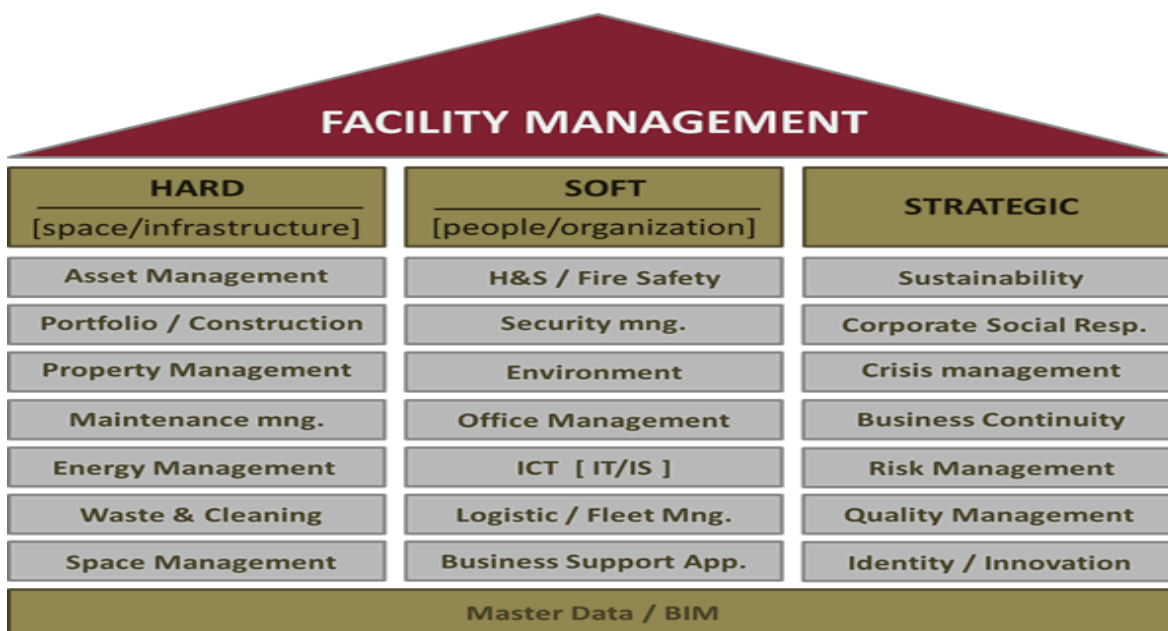 FACILITY MANAGEMENT
HARD
[space/infrastructure]
Asset Management
Portfolio / Construction
Property Management
Maintenance mng.
Energy Management
Waste & Cleaning
Space Management
SOFT
[people/organization]
H&S / Fire Safety
Security mng.
Environment
Office Management
ICT [ IT/IS ]
Logistic / Fleet Mng.
Business Support App.
STRATEGIC
Sustainability
Corporate Social Resp.
Crisis management
Business Continuity
Risk Management
Quality Management
Identity / Innovation
Master Data / BIM